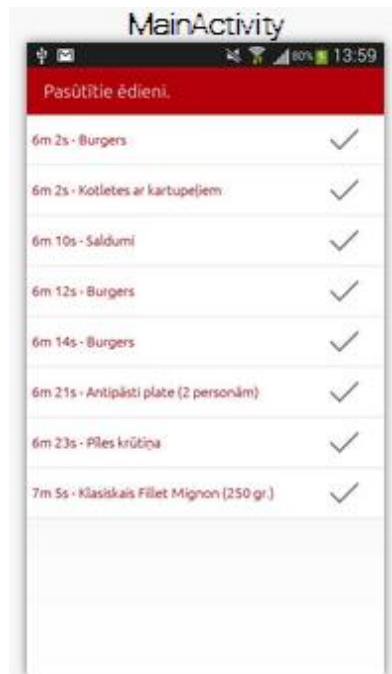 MainActivity
80% 13:59
Pasūtītie ēdieni.
6m 2s - Burgers
6m 2s - Kotletes ar kartupeļiem
6m 10s - Saldumi
6m 12s - Burgers
6m 14s - Burgers
6m 21s - Antipásti plate (2 personām)
6m 23s - Pīles krūtiņa
7m 5s - Klasiskais Fillet Mignon (250 gr.)